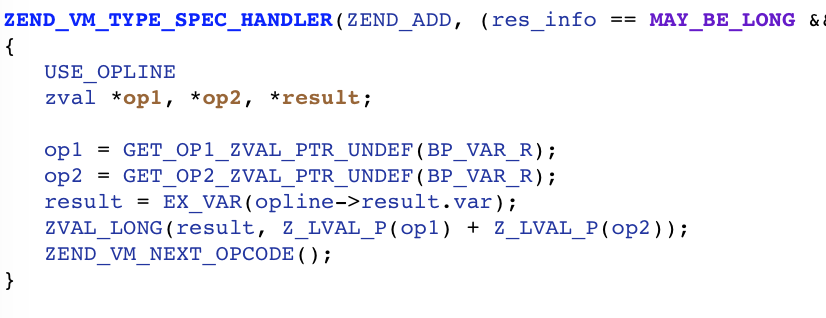 ZEND_VM_TYPE_SPEC_HANDLER(ZEND_ADD, (res_info == MAY_BE_LONG &&
{
USE_OPLINE
zval *op1, *op2, *result;
op1 = GET_OP1_ZVAL_PTR_UNDEF(BP_VAR_R);
op2 = GET_OP2_ZVAL_PTR_UNDEF(BP_VAR_R);
result = EX_VAR(opline->result.var);
ZVAL_LONG(result, Z_LVAL_P(op1) + Z_LVAL_P(op2));
ZEND_VM_NEXT_OPCODE();
}